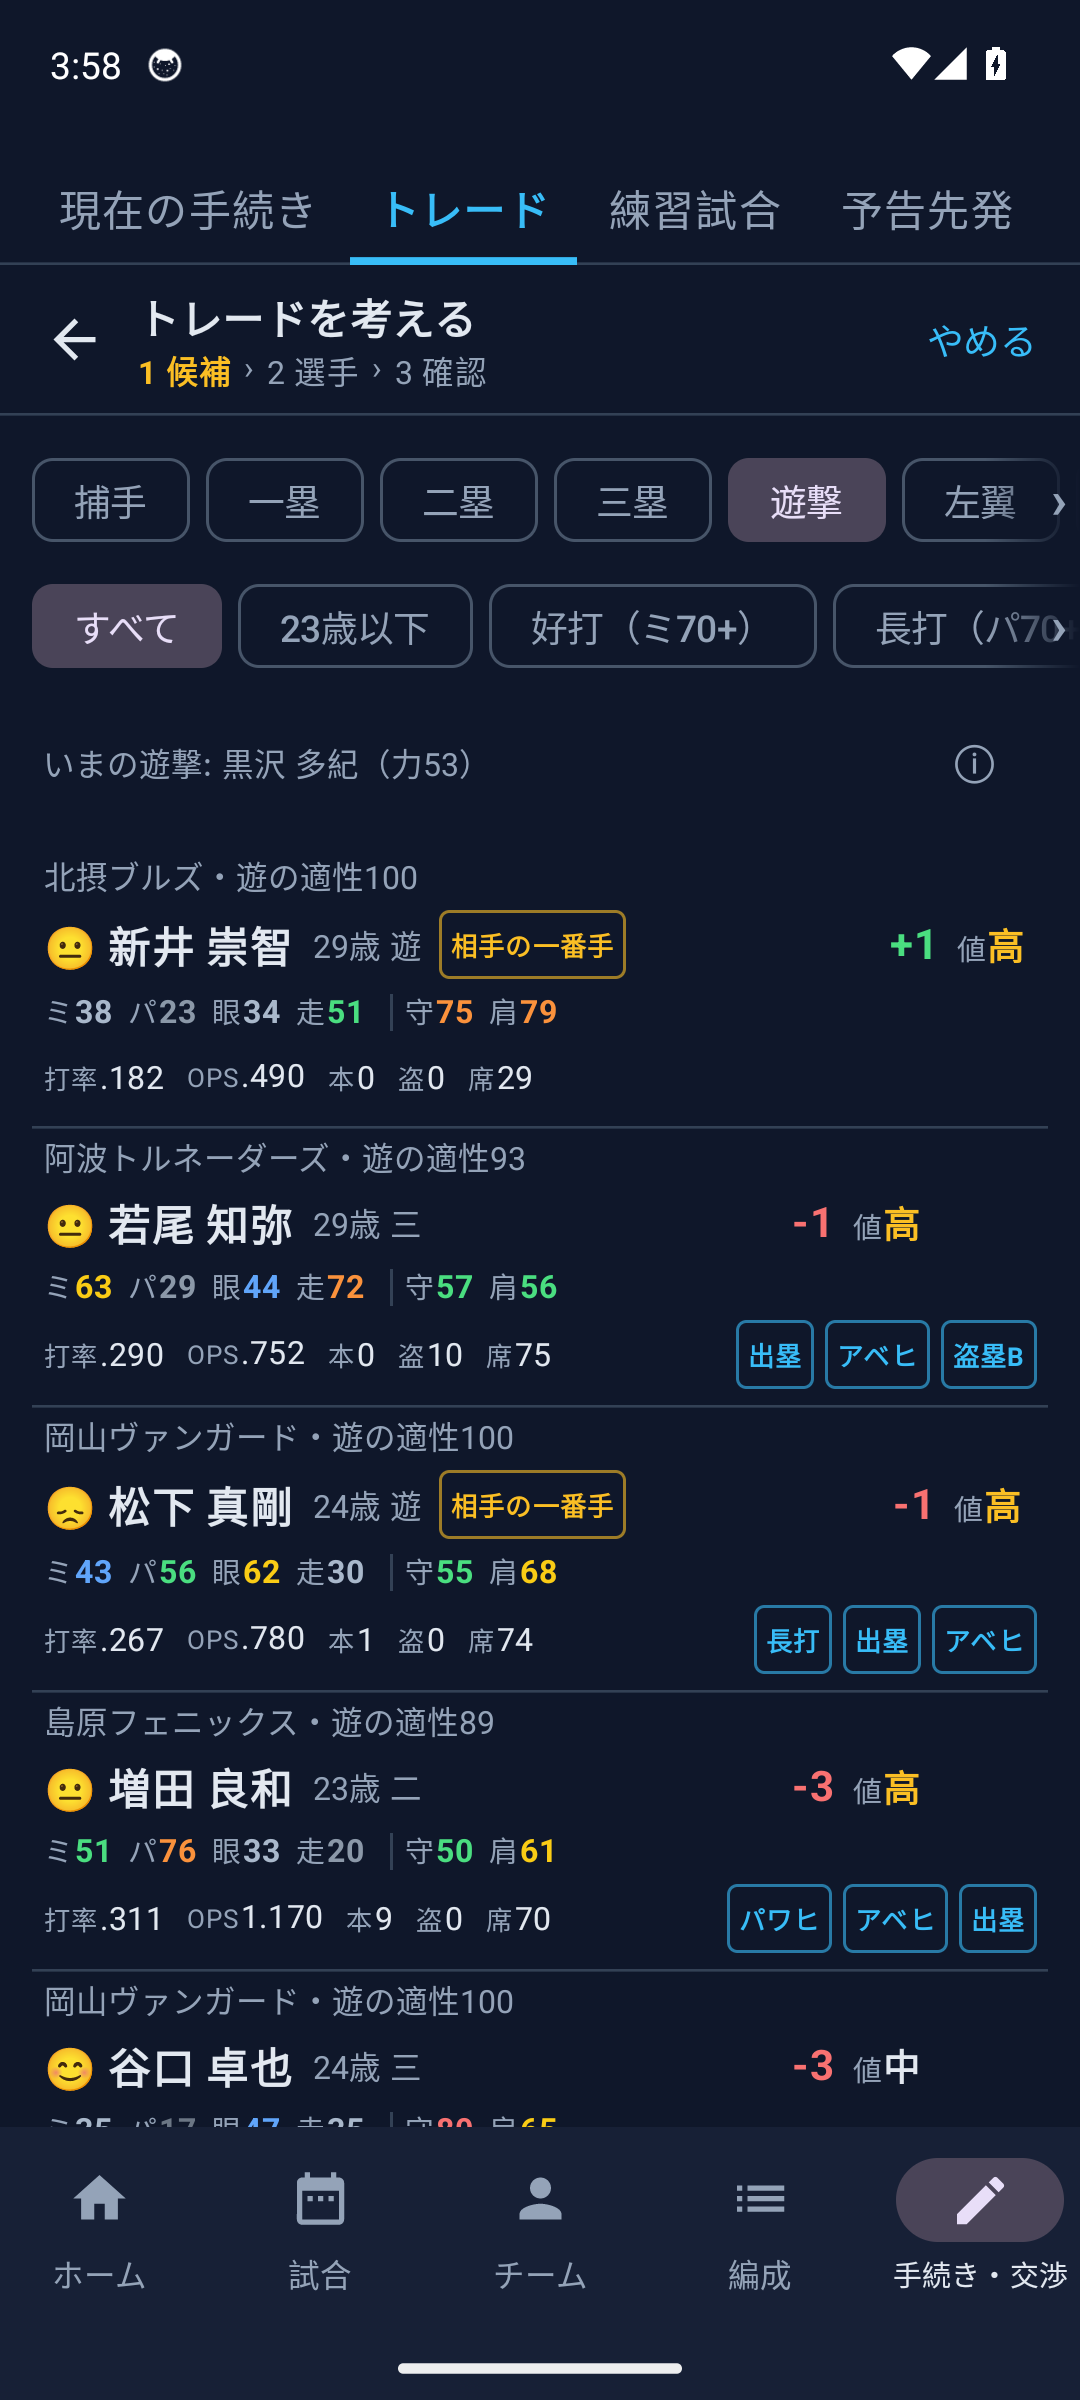 3:58
現在の手続き トレード 練習試合 予告先発
トレードを考える
1 候補 › 2 選手 › 3 確認
やめる
捕手 一塁 二塁 三塁 遊撃 左翼 ›
すべて 23歳以下 好打（ミ70+） 長打（パ70+ ›
いまの遊撃: 黒沢 多紀（力53）
北摂ブルズ・遊の適性100
新井 崇智 29歳 遊 相手の一番手 +1 値高
ミ38 パ23 眼34 走51 守75 肩79
打率.182 OPS.490 本0 盗0 席29
阿波トルネーダーズ・遊の適性93
若尾 知弥 29歳 三 -1 値高
ミ63 パ29 眼44 走72 守57 肩56
打率.290 OPS.752 本0 盗10 席75 出塁 アベヒ 盗塁B
岡山ヴァンガード・遊の適性100
松下 真剛 24歳 遊 相手の一番手 -1 値高
ミ43 パ56 眼62 走30 守55 肩68
打率.267 OPS.780 本1 盗0 席74 長打 出塁 アベヒ
島原フェニックス・遊の適性89
増田 良和 23歳 二 -3 値高
ミ51 パ76 眼33 走20 守50 肩61
打率.311 OPS1.170 本9 盗0 席70 パワヒ アベヒ 出塁
岡山ヴァンガード・遊の適性100
谷口 卓也 24歳 三 -3 値中
ホーム 試合 チーム 編成 手続き・交渉